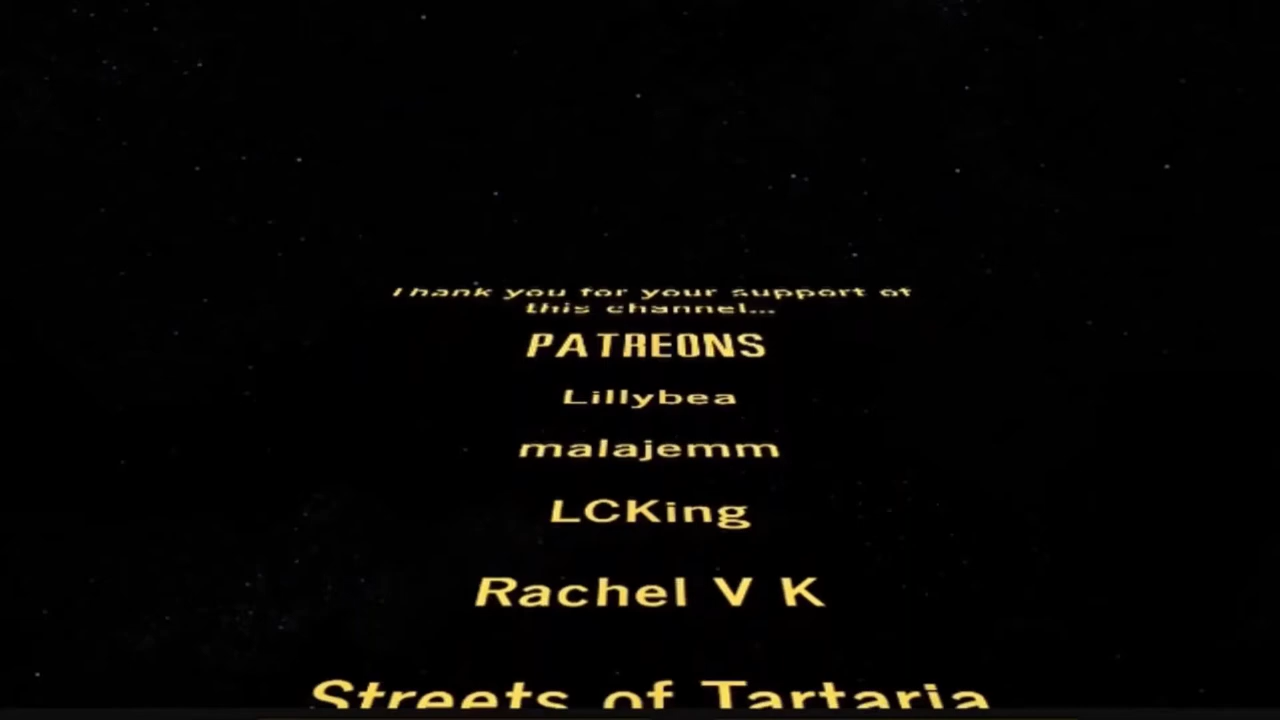 Thank you for your support of
this channel...
PATREONS
Lillybea
malajemm
LCKing
Rachel V K
Streets of Tartaria